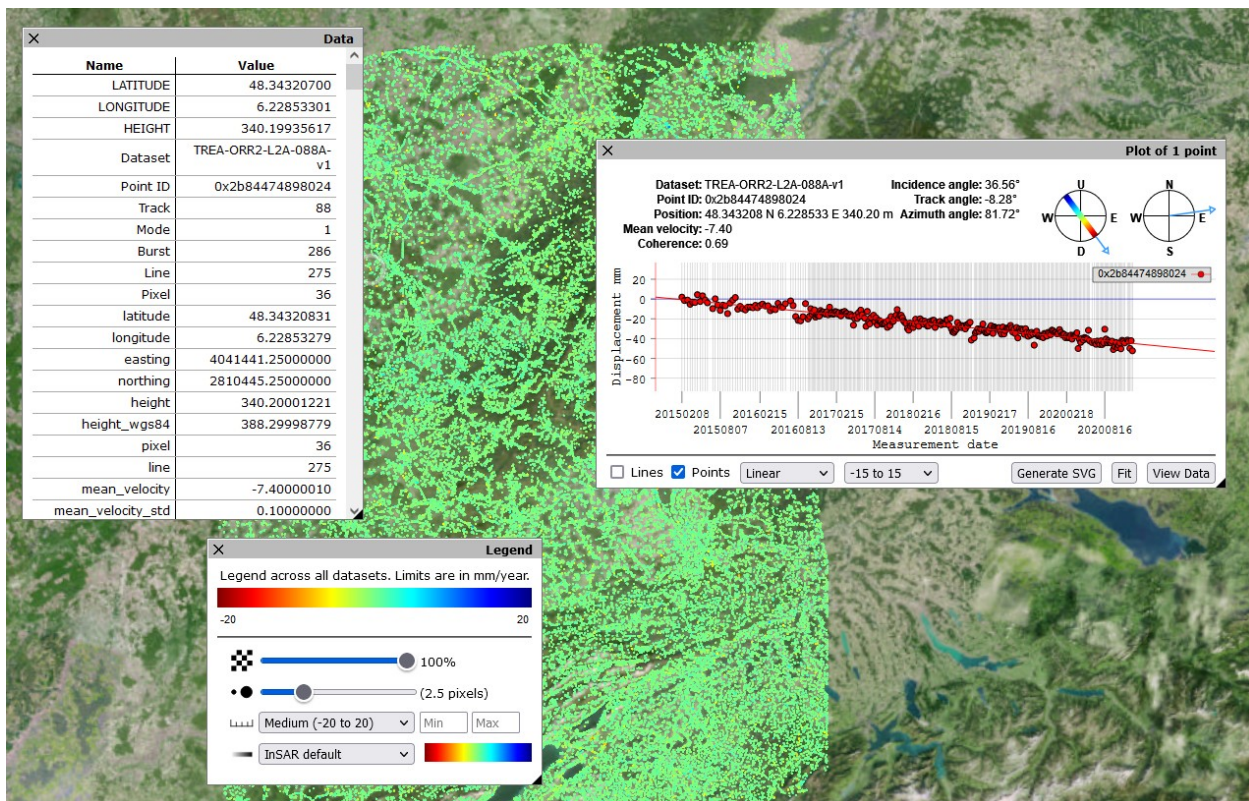 Data
Name Value
LATITUDE 48.34320700
LONGITUDE 6.22853301
HEIGHT 340.19935617
Dataset TREA-ORR2-L2A-088A-
v1
Point ID 0x2b84474898024
Track 88
Mode 1
Burst 286
Line 275
Pixel 36
latitude 48.34320831
longitude 6.22853279
easting 4041441.25000000
northing 2810445.25000000
height 340.20001221
height_wgs84 388.29998779
pixel 36
line 275
mean_velocity -7.40000010
mean_velocity_std 0.10000000
Plot of 1 point
Dataset: TREA-ORR2-L2A-088A-v1 Incidence angle: 36.56°
Point ID: 0x2b84474898024 Track angle: -8.28°
Position: 48.343208 N 6.228533 E 340.20 m Azimuth angle: 81.72°
Mean velocity: -7.40
Coherence: 0.69
U
W E
D
N
W E
S
0x2b84474898024
Displacement mm
20
0
-20
-40
-60
-80
20150208 20160215 20170215 20180216 20190217 20200218
20150807 20160813 20170814 20180815 20190816 20200816
Measurement date
Lines Points Linear -15 to 15 Generate SVG Fit View Data
Legend
Legend across all datasets. Limits are in mm/year.
-20 20
100%
(2.5 pixels)
Medium (-20 to 20) Min Max
InSAR default